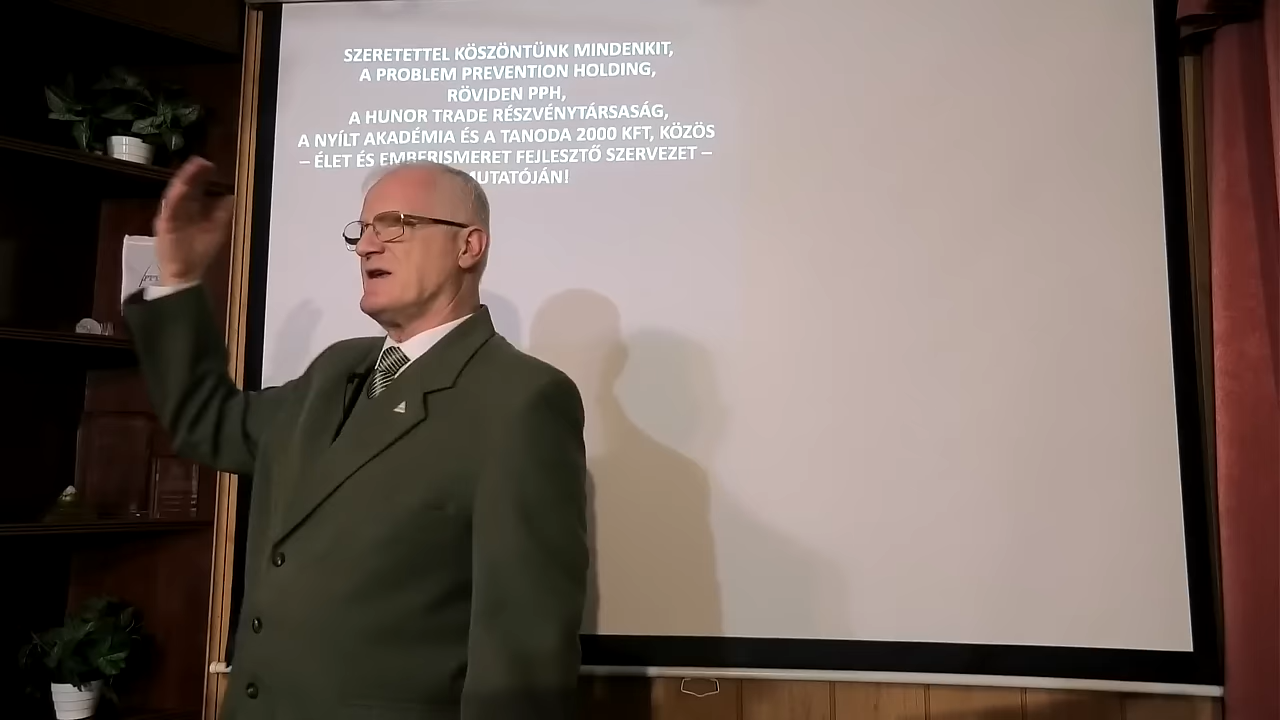 SZERETETTEL KÖSZÖNTÜNK MINDENKIT,
A PROBLEM PREVENTION HOLDING,
RÖVIDEN PPH,
A HUNOR TRADE RÉSZVÉNYTÁRSASÁG,
A NYÍLT AKADÉMIA ÉS A TANODA 2000 KFT, KÖZÖS
– ÉLET ÉS EMBERISMERET FEJLESZTŐ SZERVEZET –
MUTATÓJÁN!